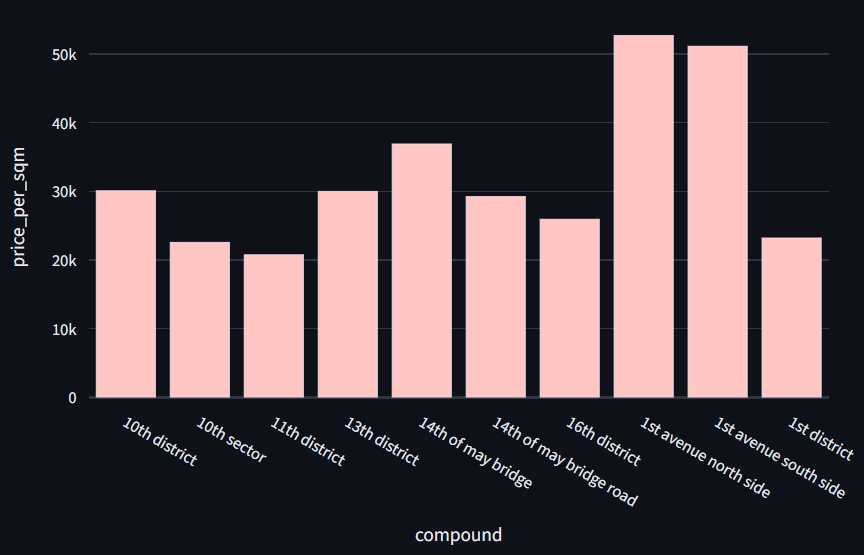 price_per_sqm
50k
40k
30k
20k
10k
0
10th district
10th sector
11th district
13th district
14th of may bridge
14th of may bridge road
16th district
1st avenue north side
1st avenue south side
1st district
compound